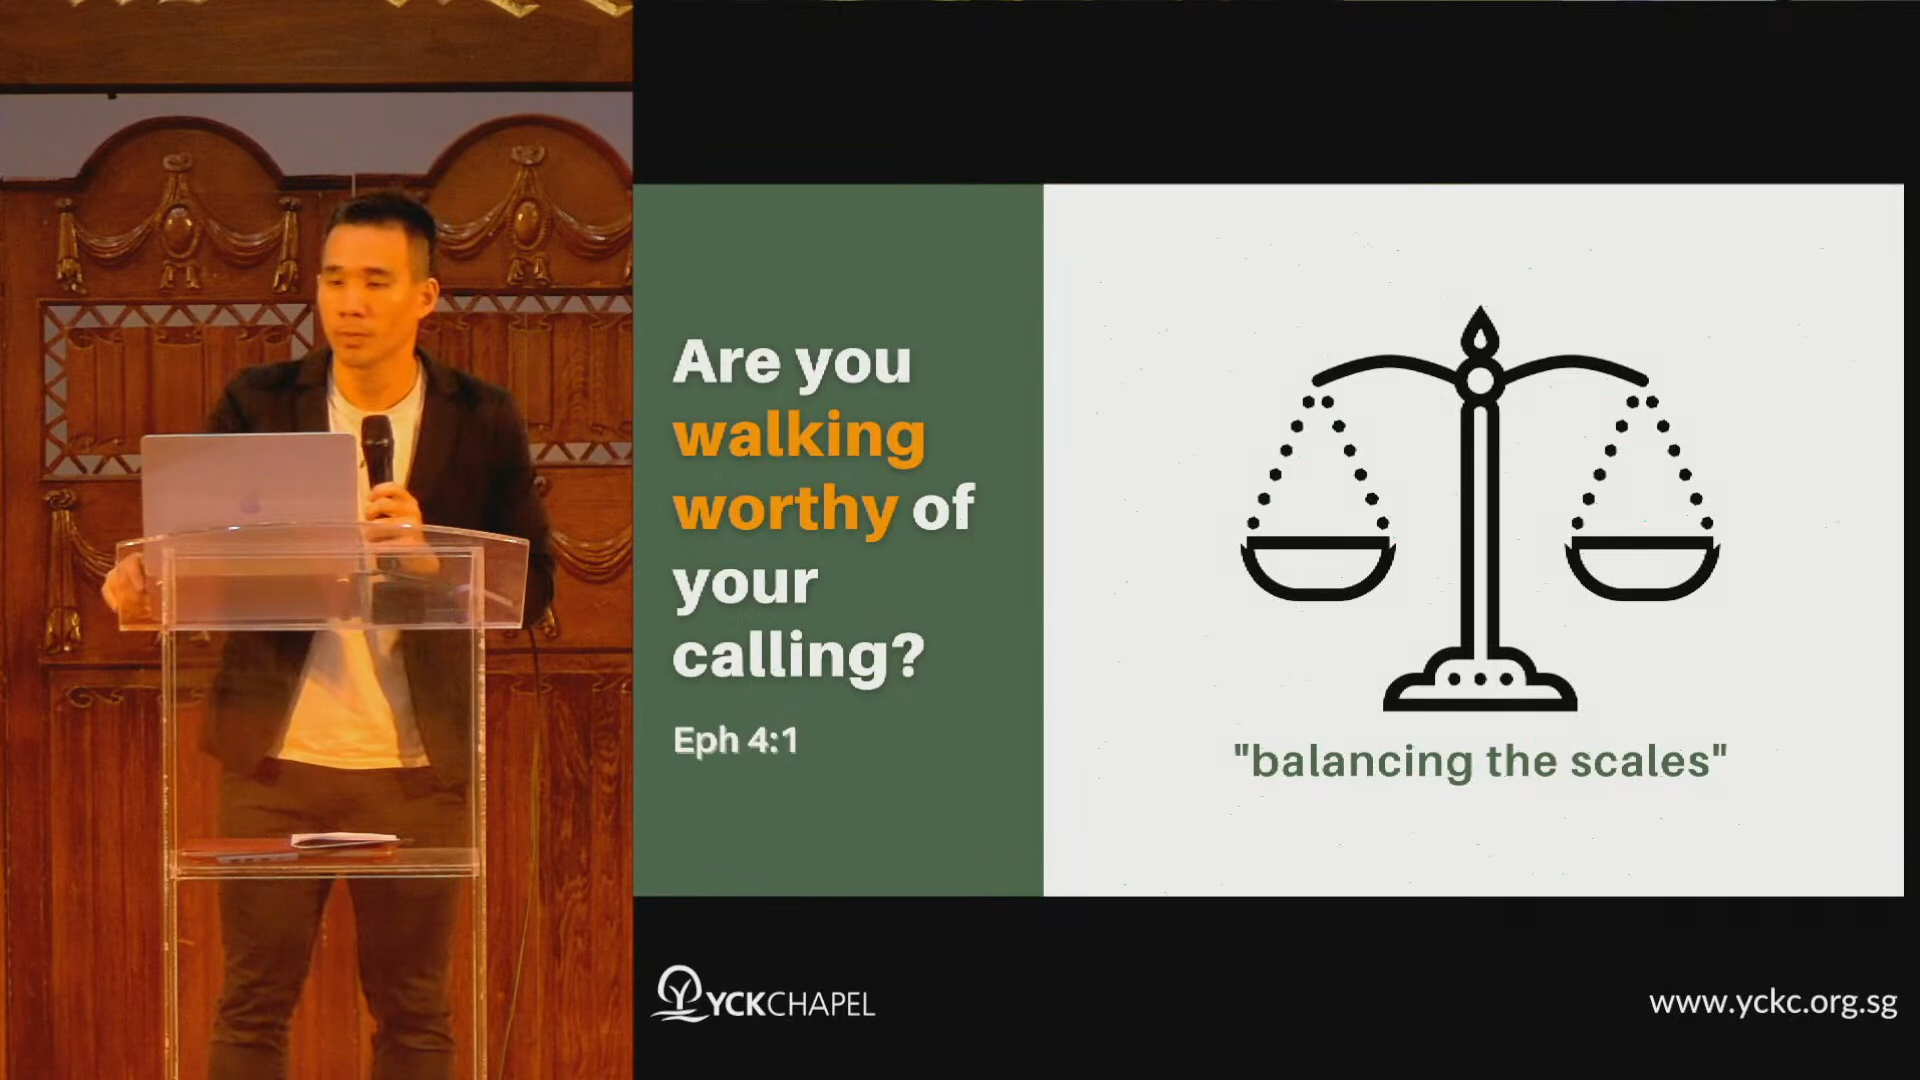 Are you
walking
worthy of
your
calling?
Eph 4:1
"balancing the scales"
YCKCHAPEL
www.yckc.org.sg